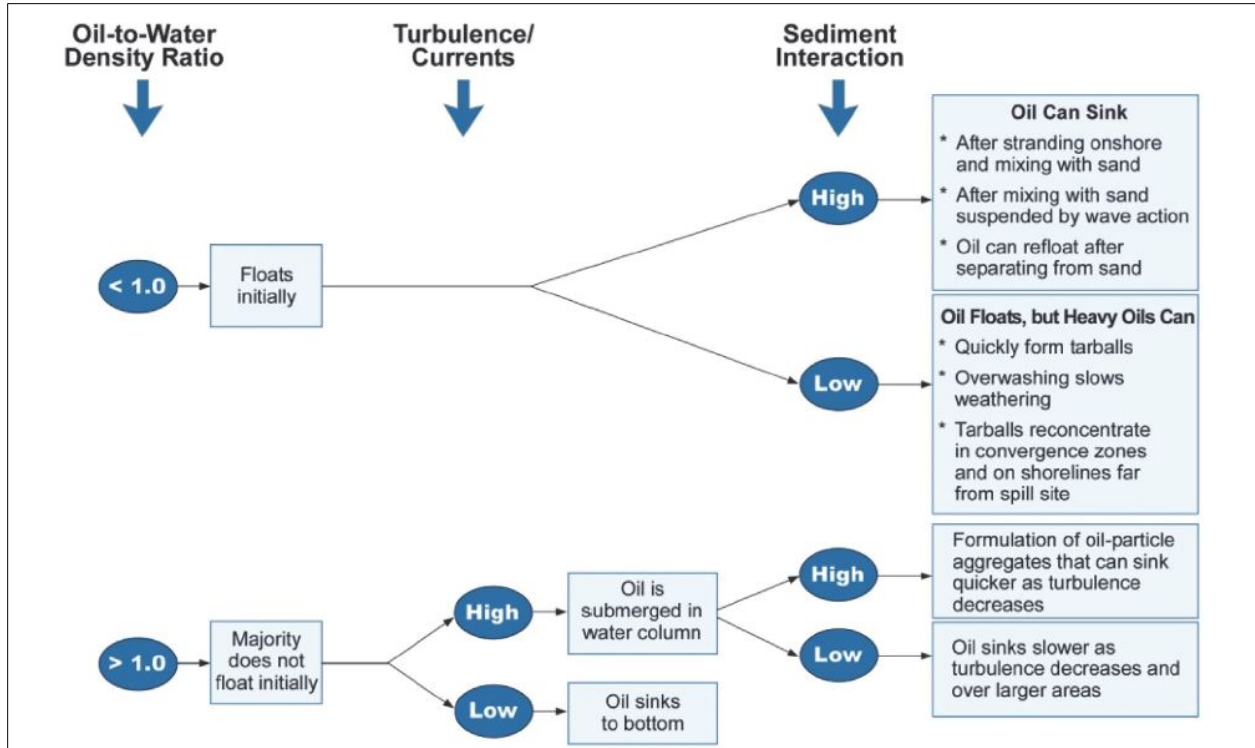 Oil-to-Water
Density Ratio
Turbulence/
Currents
Sediment
Interaction
< 1.0
Floats
initially
High
Oil Can Sink
* After stranding onshore
and mixing with sand
* After mixing with sand
suspended by wave action
* Oil can refloat after
separating from sand
Low
Oil Floats, but Heavy Oils Can
* Quickly form tarballs
* Overwashing slows
weathering
* Tarballs reconcentrate
in convergence zones
and on shorelines far
from spill site
> 1.0
Majority
does not
float initially
High
Oil is
submerged in
water column
High
Formulation of oil-particle
aggregates that can sink
quicker as turbulence
decreases
Low
Oil sinks slower as
turbulence decreases and
over larger areas
Low
Oil sinks
to bottom